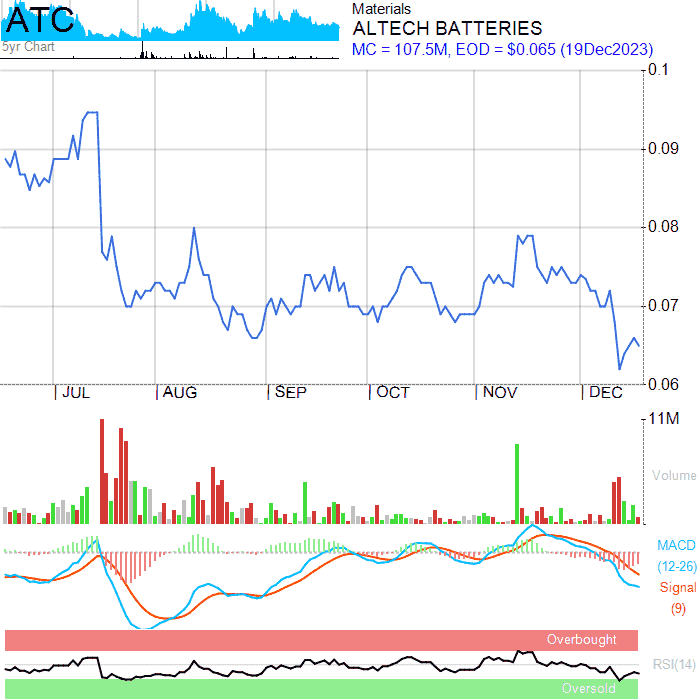 ATC
5yr Chart
Materials
ALTECH BATTERIES
MC = 107.5M, EOD = $0.065 (19Dec2023)
0.1
0.09
0.08
0.07
0.06
JUL
AUG
SEP
OCT
NOV
DEC
11M
Volume
MACD
(12-26)
Signal
(9)
Overbought
RSI(14)
Oversold